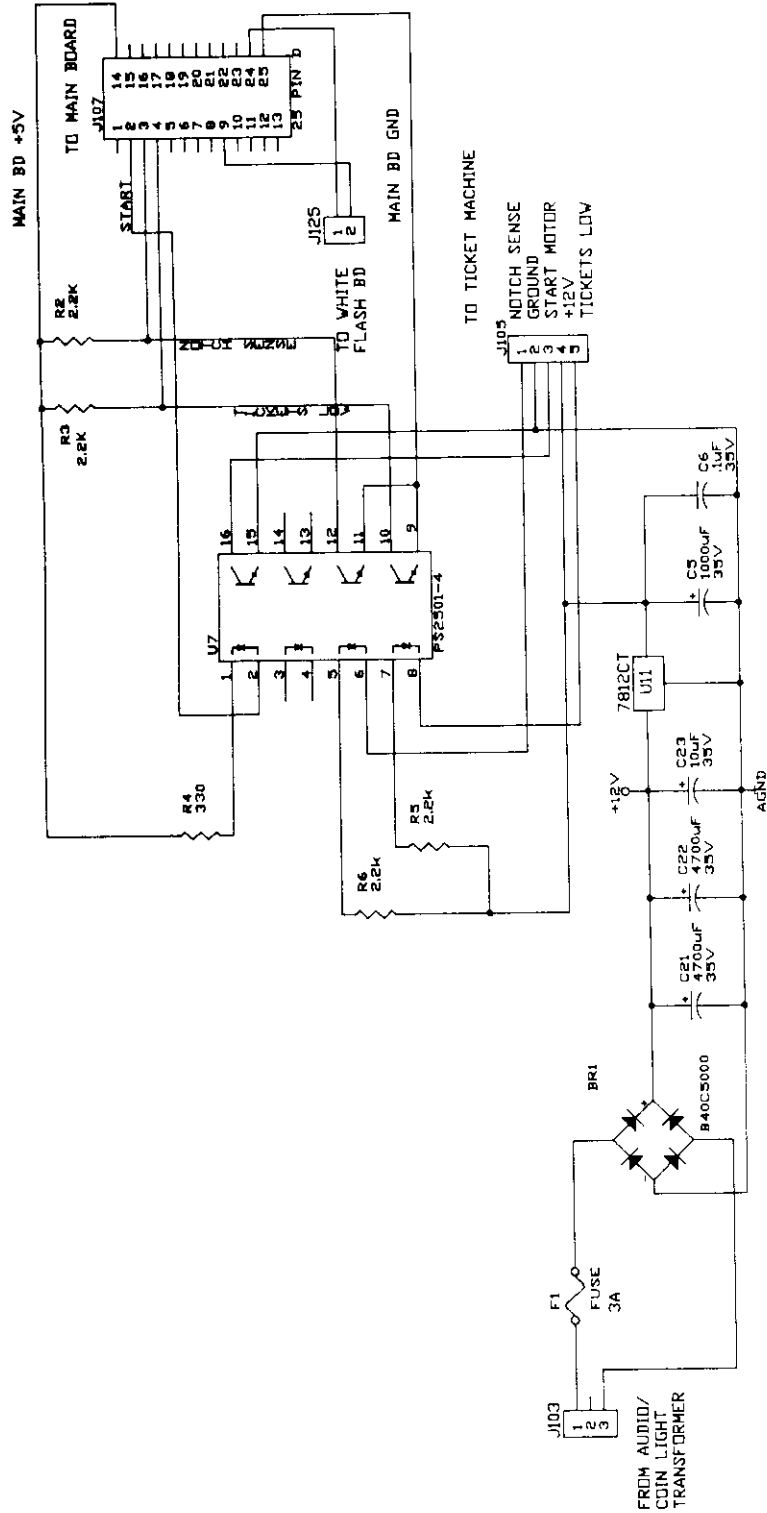 MAIN BD +5V
TO MAIN BOARD
J107
1
2
3
4
5
6
7
8
9
10
11
12
13
14
15
16
17
18
19
20
21
22
23
24
25
25 PIN D
START
R2
2.2K
R3
2.2K
J125
1
2
TO WHITE
FLASH BD
MAIN BD GND
U7
1
2
3
4
5
6
7
8
16
15
14
13
12
11
10
9
PS2501-4
R4
330
R5
2.2k
R6
2.2k
TO TICKET MACHINE
J105
1 NOTCH SENSE
2 GROUND
3 START MOTOR
4 +12V
5 TICKETS LOW
C6
.1uF
35V
C5
1000uF
35V
7812CT
U11
+12V
C23
10uF
35V
C22
4700uF
35V
C21
4700uF
35V
AGND
BR1
+
-
B40C5000
F1
FUSE
3A
J103
1
2
3
FROM AUDIO/
COIN LIGHT
TRANSFORMER